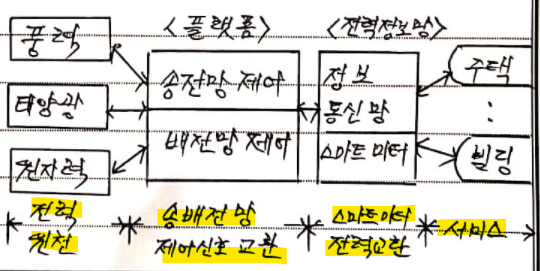 <플랫폼> <전력정보망>
풍력
태양광
원자력
송전망 제어
배전망 제어
정보
통신망
스마트 미터
주택
:
빌딩
전력
원천
송배전망
제어신호 교환
스마트미터
전력교환
서비스